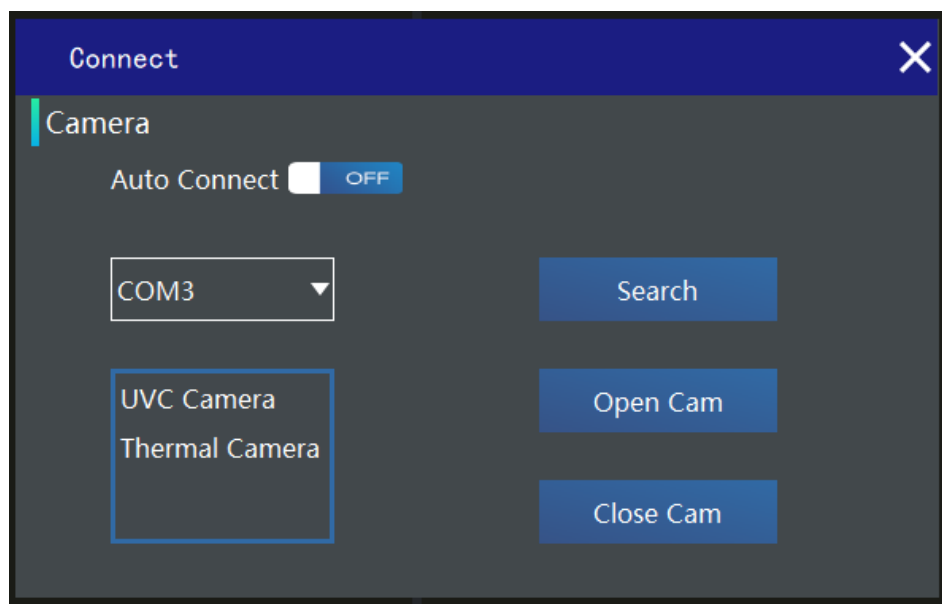 Connect
Camera
Auto Connect OFF
COM3 Search
UVC Camera
Thermal Camera
Open Cam
Close Cam